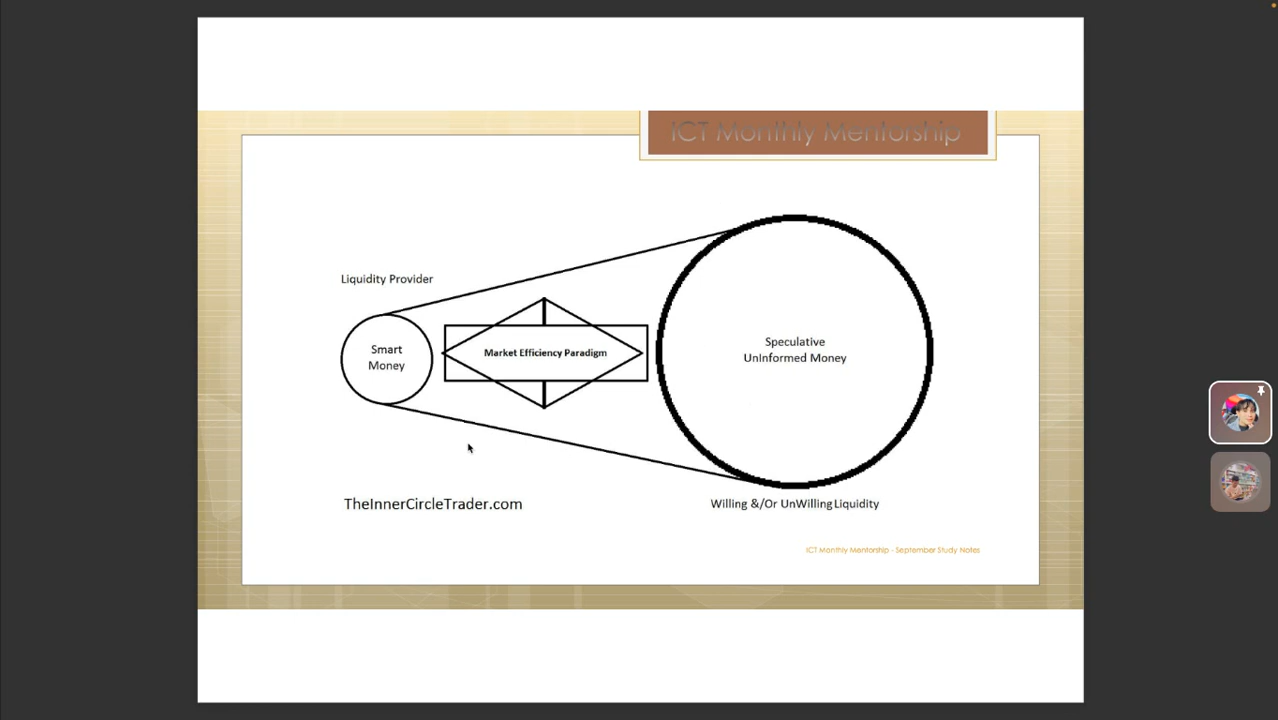 ICT Monthly Mentorship
Liquidity Provider
Smart
Money
Market Efficiency Paradigm
Speculative
UnInformed Money
TheInnerCircleTrader.com
Willing &/Or UnWilling Liquidity
ICT Monthly Mentorship - September Study Notes